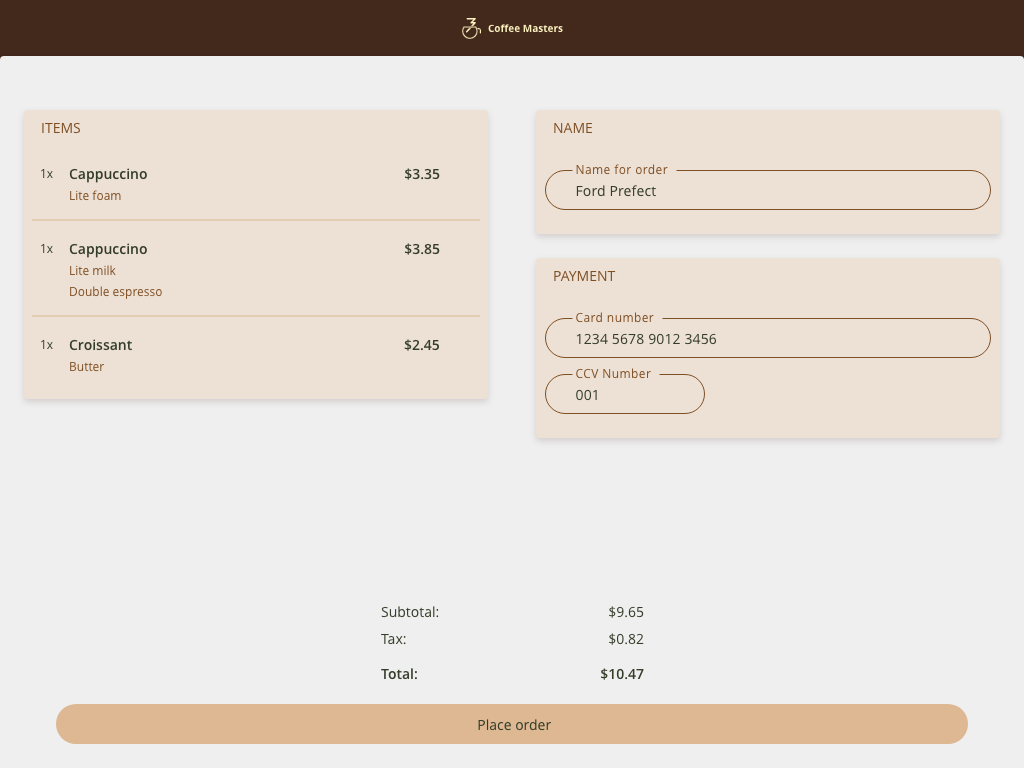 Coffee Masters
ITEMS
1x Cappuccino $3.35
Lite foam
1x Cappuccino $3.85
Lite milk
Double espresso
1x Croissant $2.45
Butter
NAME
Name for order
Ford Prefect
PAYMENT
Card number
1234 5678 9012 3456
CCV Number
001
Subtotal: $9.65
Tax: $0.82
Total: $10.47
Place order